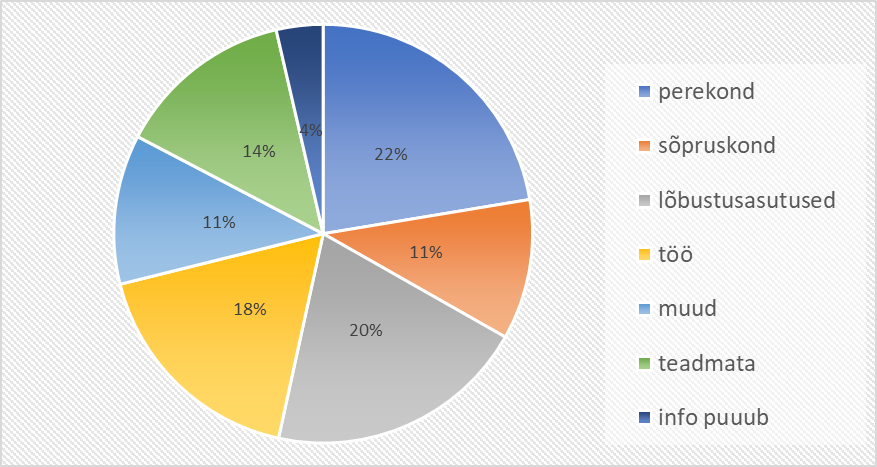 22%
11%
20%
18%
11%
14%
4%
perekond
sõpruskond
lõbustusasutused
töö
muud
teadmata
info puuub